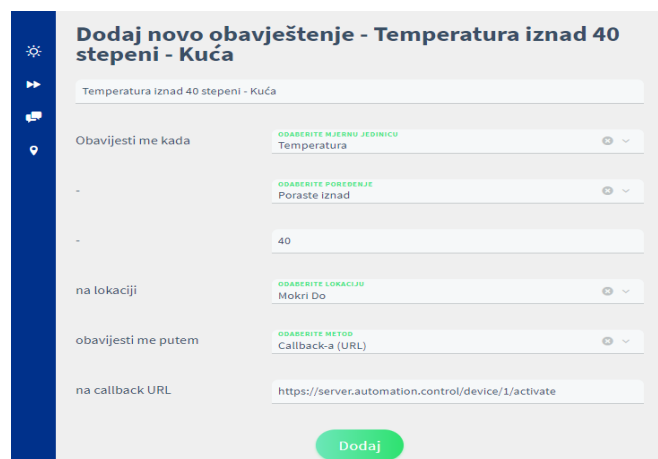 Dodaj novo obavještenje - Temperatura iznad 40
stepeni - Kuća
Temperatura iznad 40 stepeni - Kuća
Obavijesti me kada
ODABERITE MJERNU JEDINICU
Temperatura
-
ODABERITE POREĐENJE
Poraste iznad
-
40
na lokaciji
ODABERITE LOKACIJU
Mokri Do
obavijesti me putem
ODABERITE METOD
Callback-a (URL)
na callback URL
https://server.automation.control/device/1/activate
Dodaj